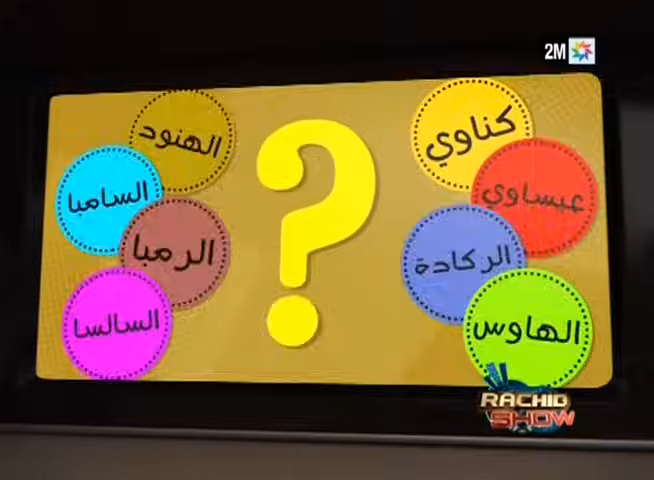 2M
كناوي
الهنود
عيساوي
السامبا
الركادة
الرمبا
الهاوس
السالسا
RACHID
SHOW